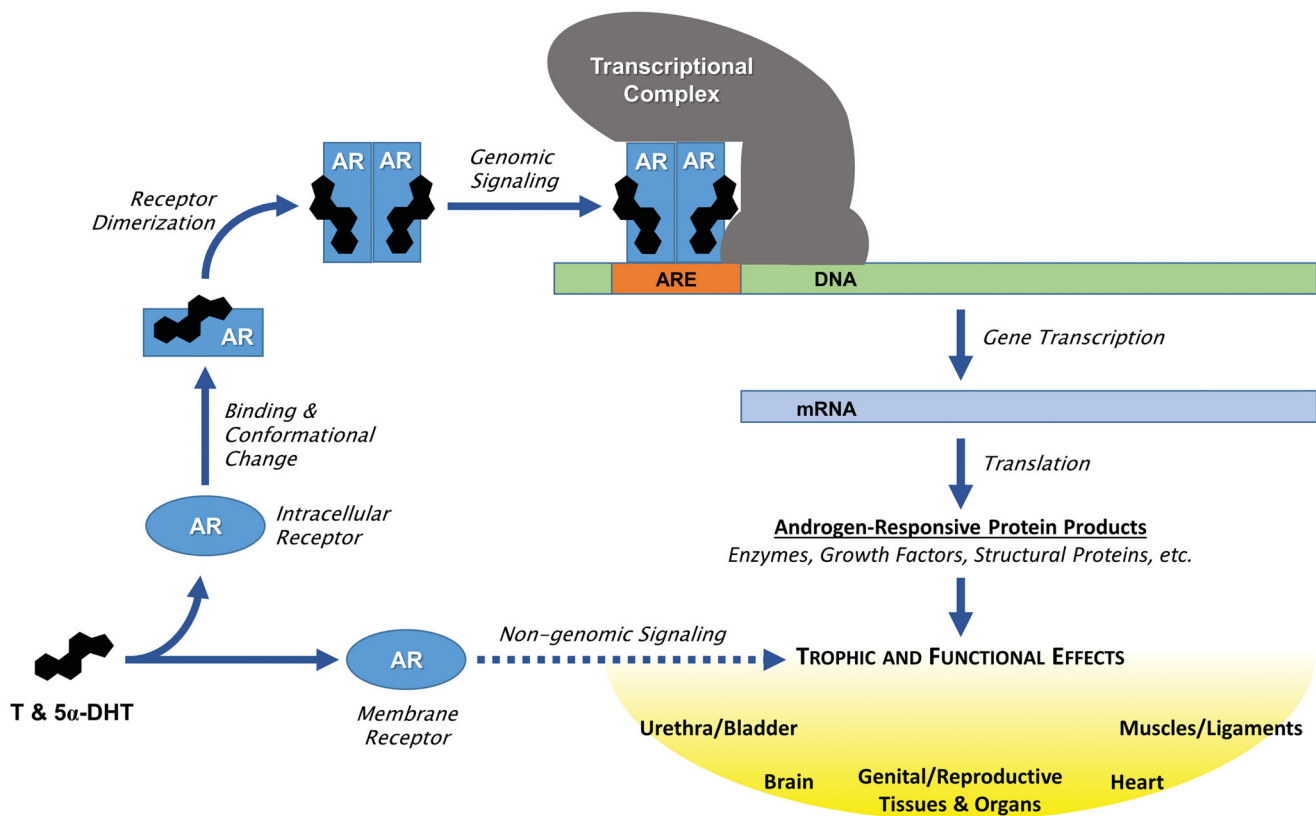 Transcriptional
Complex
AR
AR
Genomic
Signaling
AR
AR
Receptor
Dimerization
ARE
DNA
AR
Gene Transcription
Binding &
Conformational
Change
mRNA
Translation
AR
Intracellular
Receptor
Androgen-Responsive Protein Products
Enzymes, Growth Factors, Structural Proteins, etc.
T & 5α-DHT
AR
Membrane
Receptor
Non-genomic Signaling
TROPHIC AND FUNCTIONAL EFFECTS
Urethra/Bladder
Muscles/Ligaments
Brain
Genital/Reproductive
Tissues & Organs
Heart